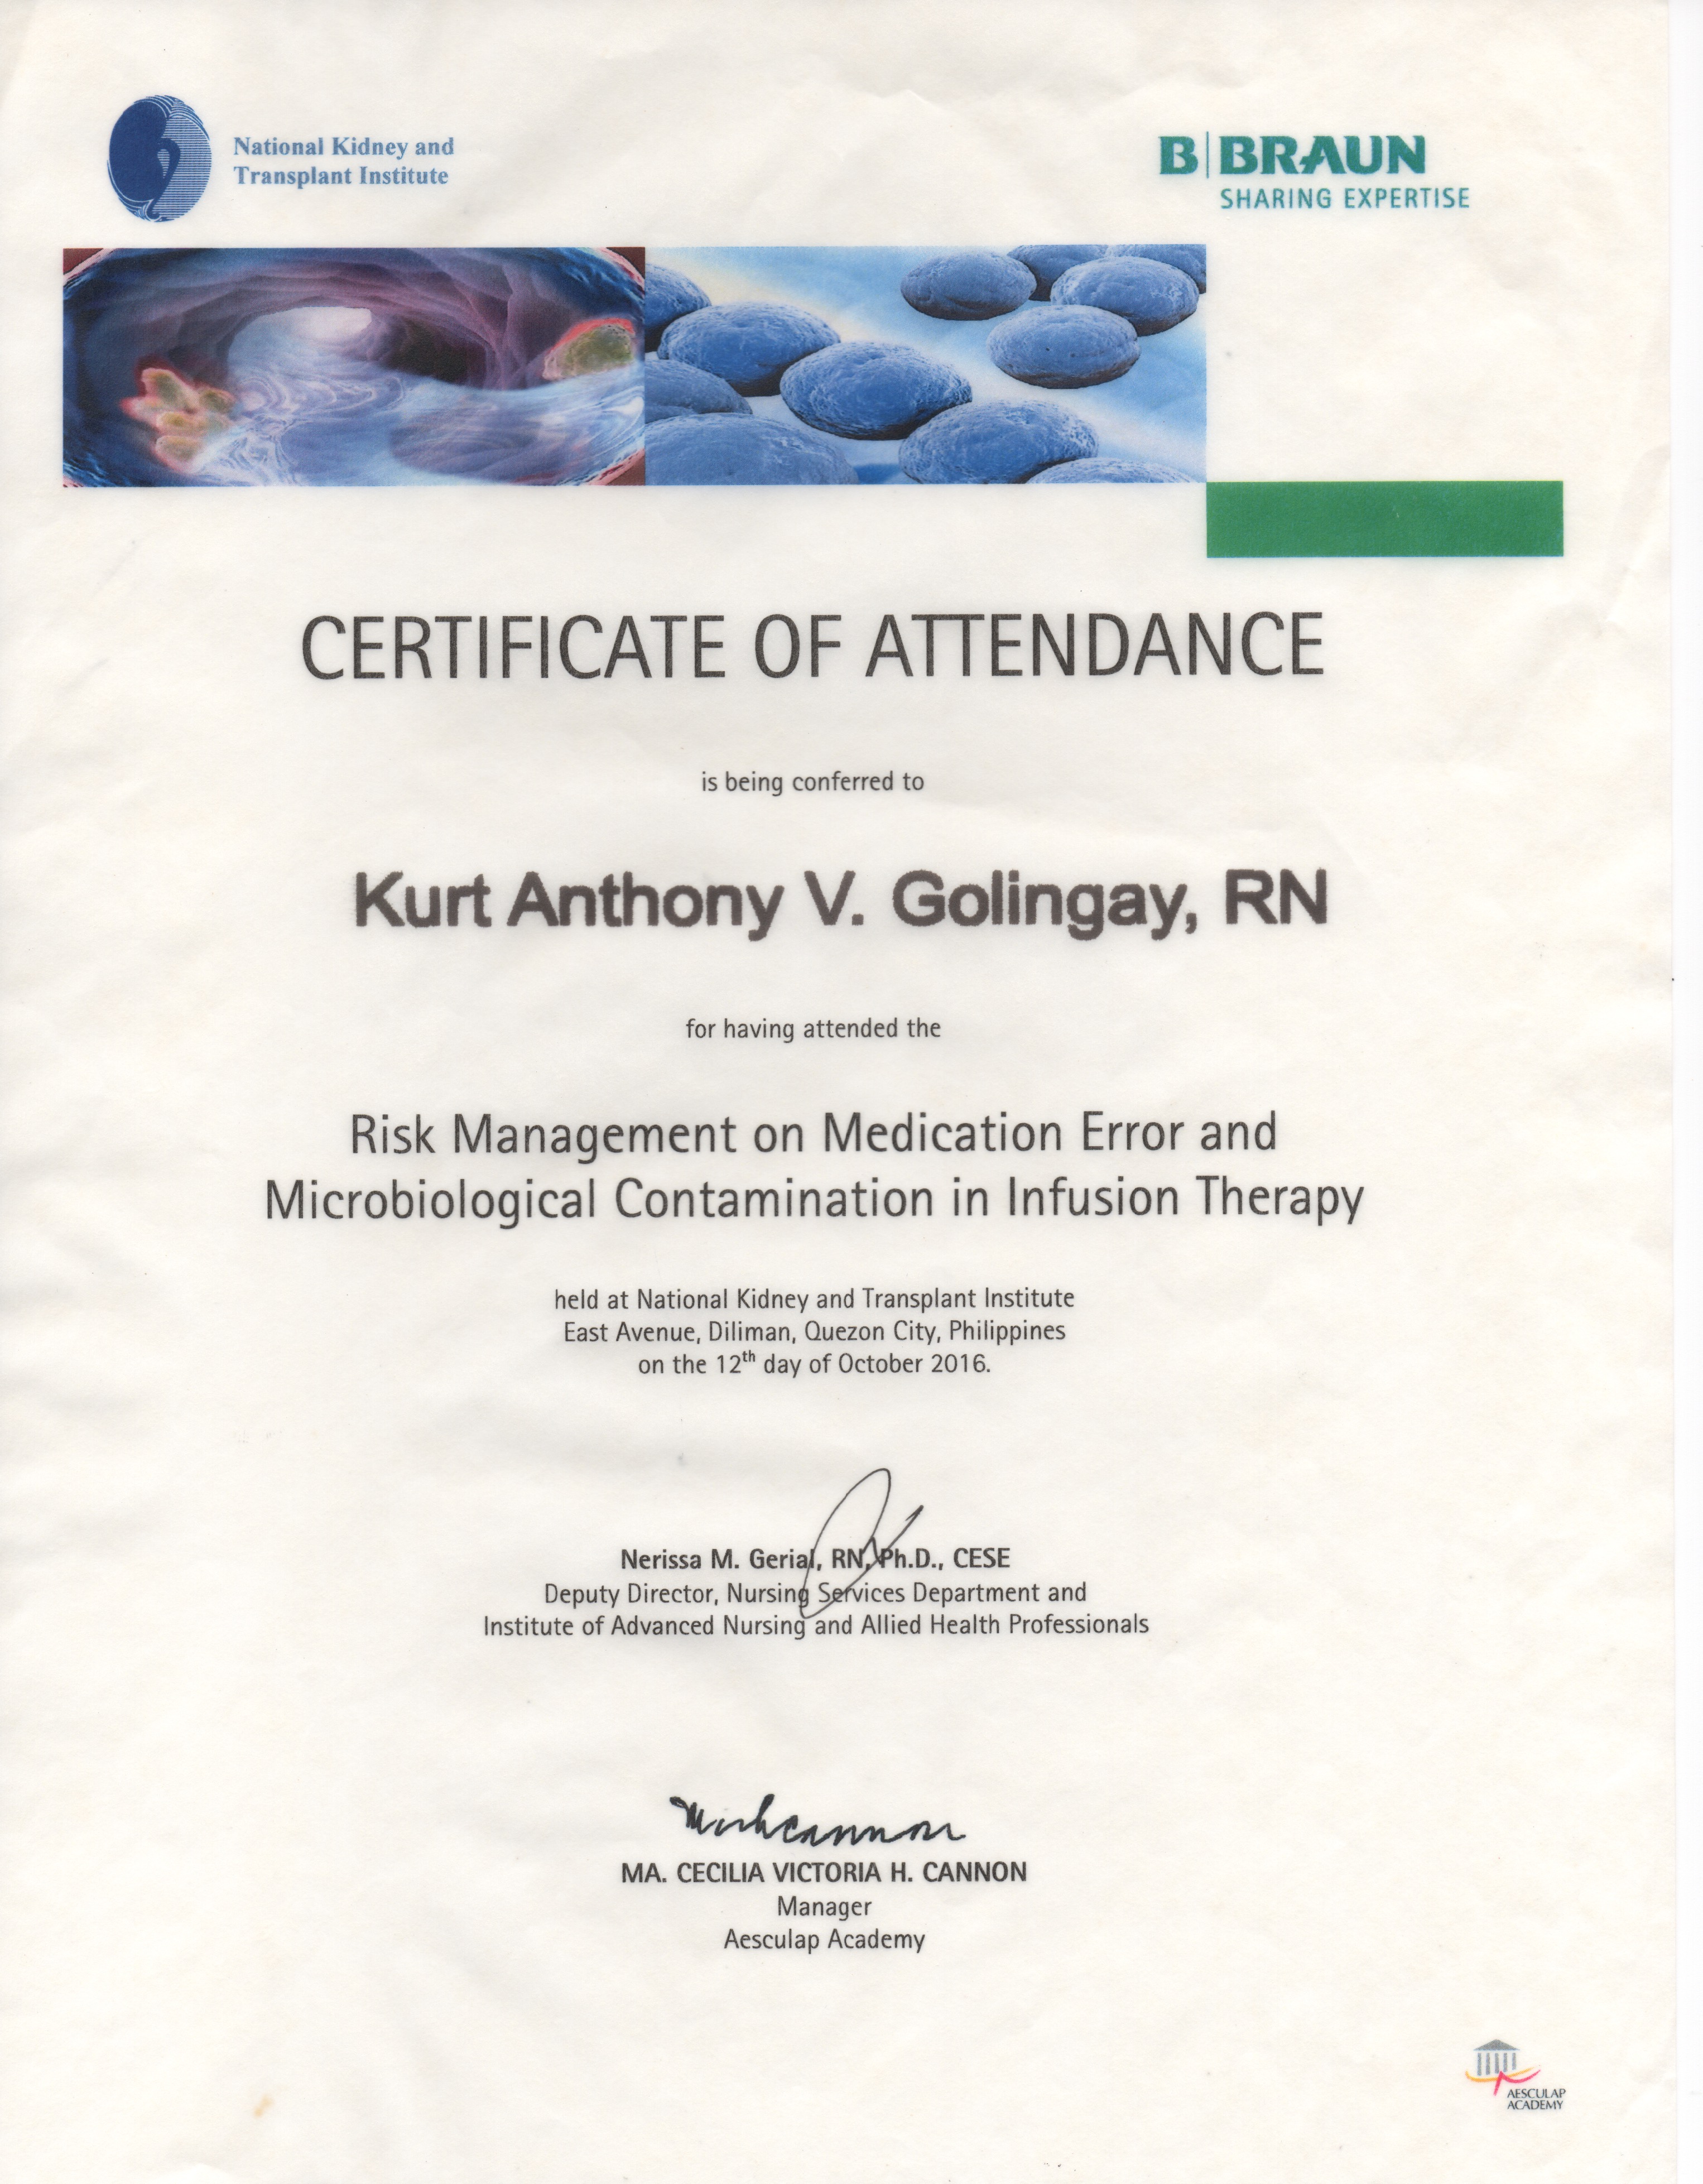 National Kidney and
Transplant Institute
B|BRAUN
SHARING EXPERTISE
CERTIFICATE OF ATTENDANCE
is being conferred to
Kurt Anthony V. Golingay, RN
for having attended the
Risk Management on Medication Error and
Microbiological Contamination in Infusion Therapy
held at National Kidney and Transplant Institute
East Avenue, Diliman, Quezon City, Philippines
on the 12th day of October 2016.
Nerissa M. Gerial, RN, Ph.D., CESE
Deputy Director, Nursing Services Department and
Institute of Advanced Nursing and Allied Health Professionals
MA. CECILIA VICTORIA H. CANNON
Manager
Aesculap Academy
AESCULAP
ACADEMY